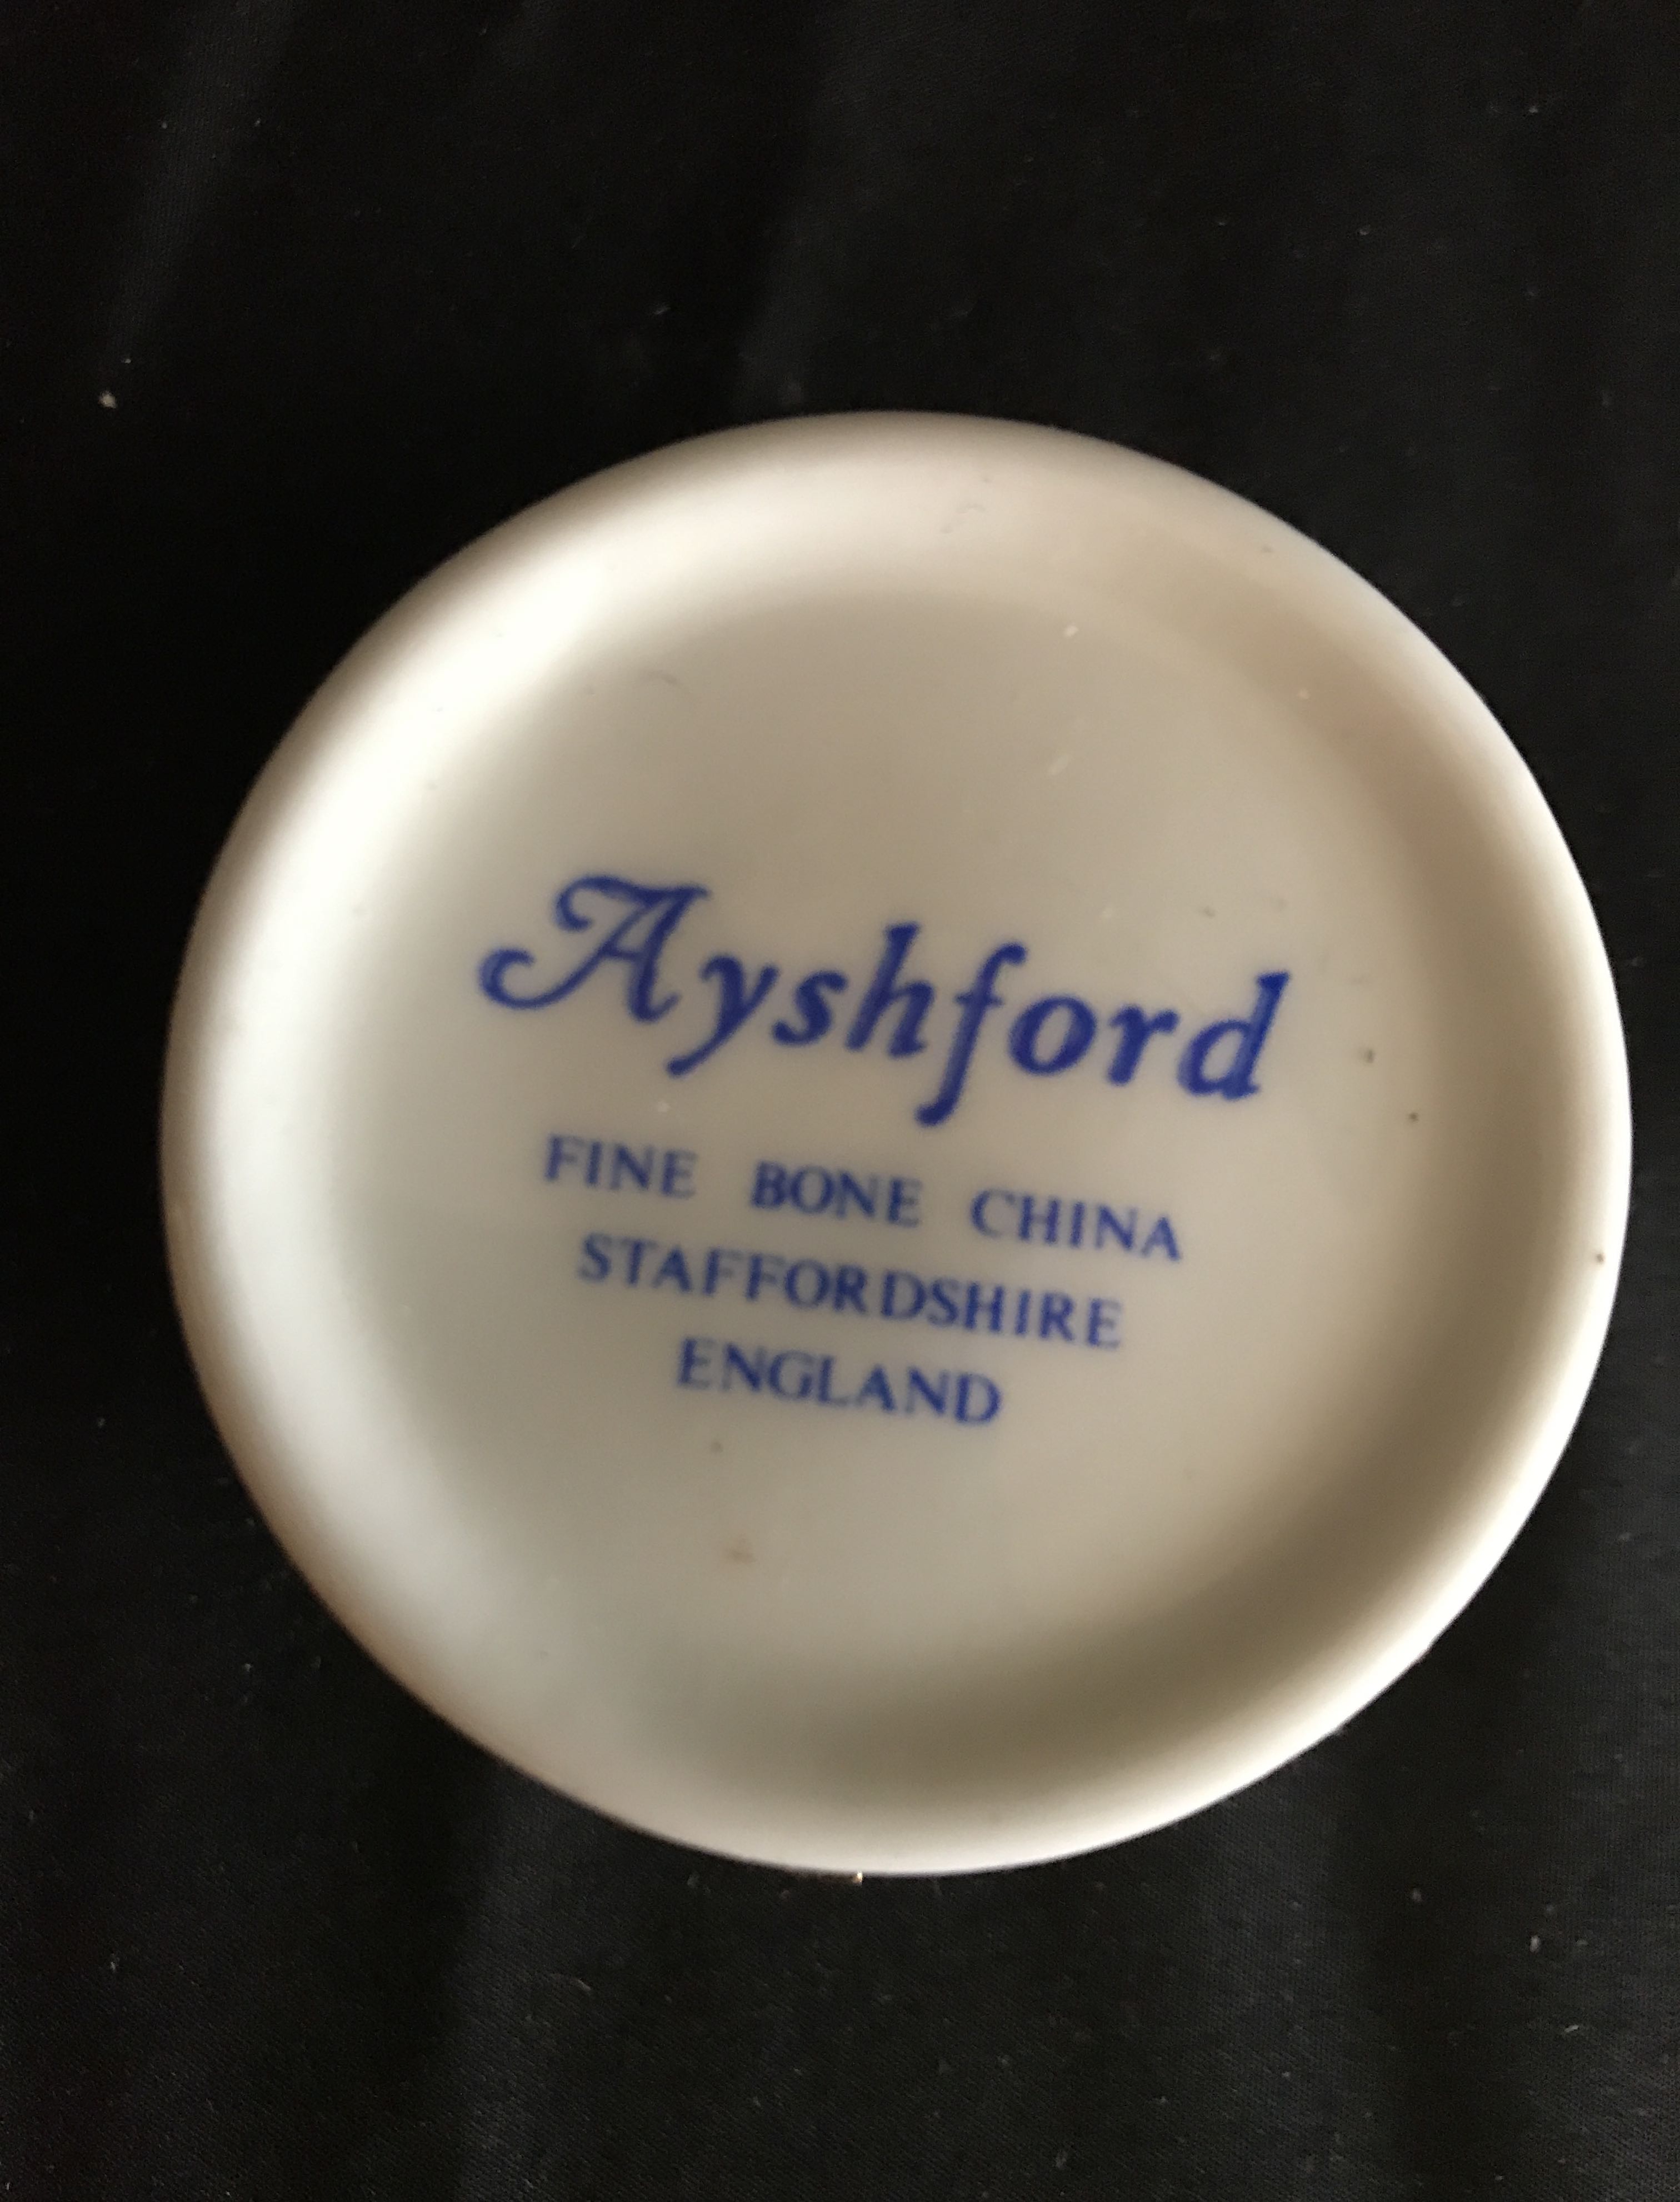 Ayshford
FINE BONE CHINA
STAFFORDSHIRE
ENGLAND